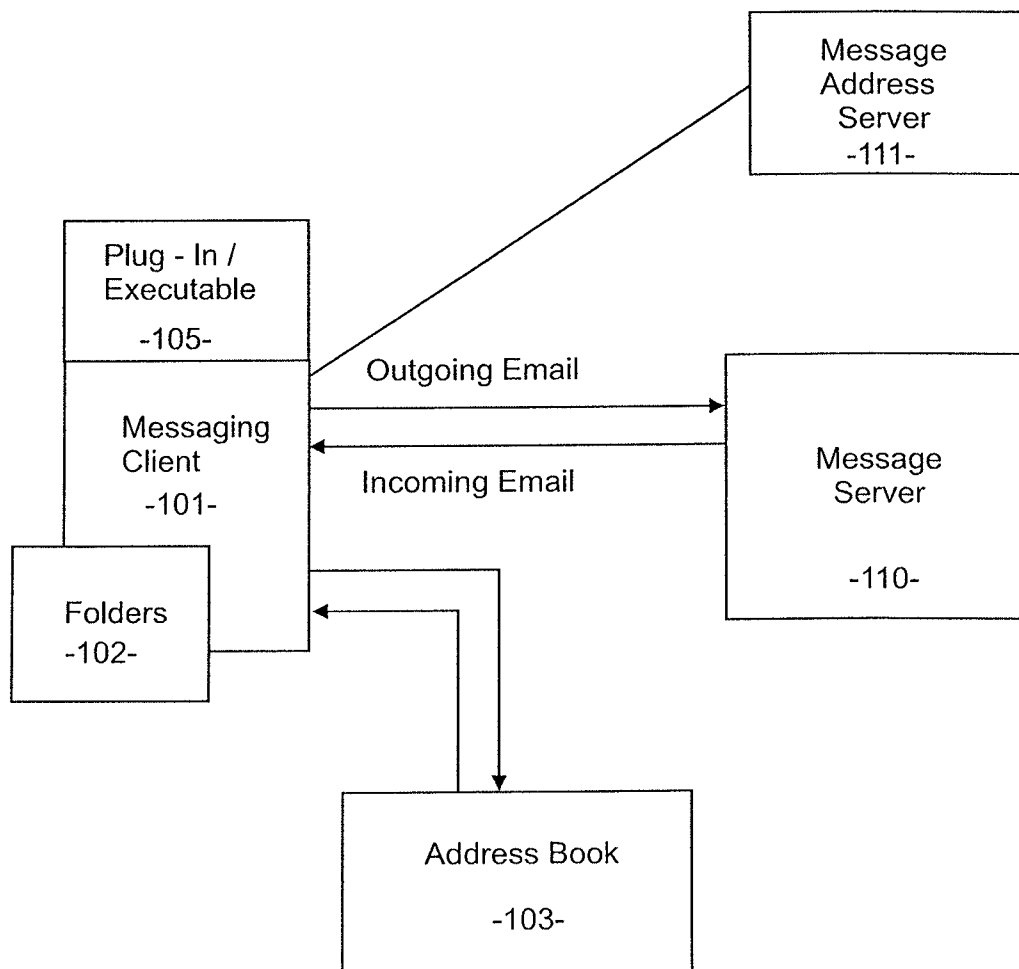 Message
Address
Server
-111-
Plug - In /
Executable
-105-
Outgoing Email
Messaging
Client
-101-
Incoming Email
Message
Server
-110-
Folders
-102-
Address Book
-103-